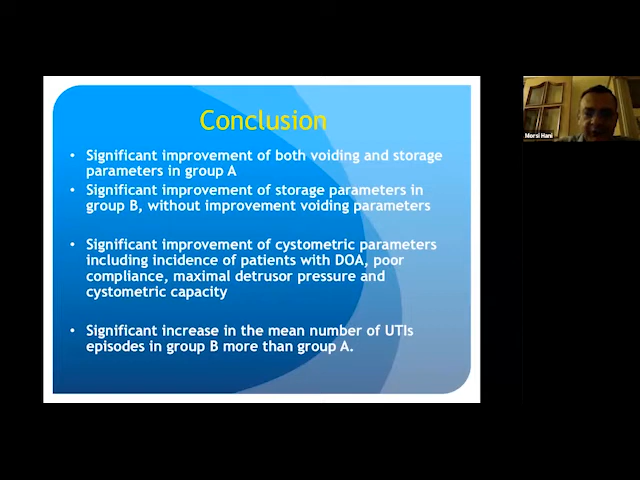 Conclusion
• Significant improvement of both voiding and storage
parameters in group A
• Significant improvement of storage parameters in
group B, without improvement voiding parameters
• Significant improvement of cystometric parameters
including incidence of patients with DOA, poor
compliance, maximal detrusor pressure and
cystometric capacity
• Significant increase in the mean number of UTIs
episodes in group B more than group A.
Morsi Hani